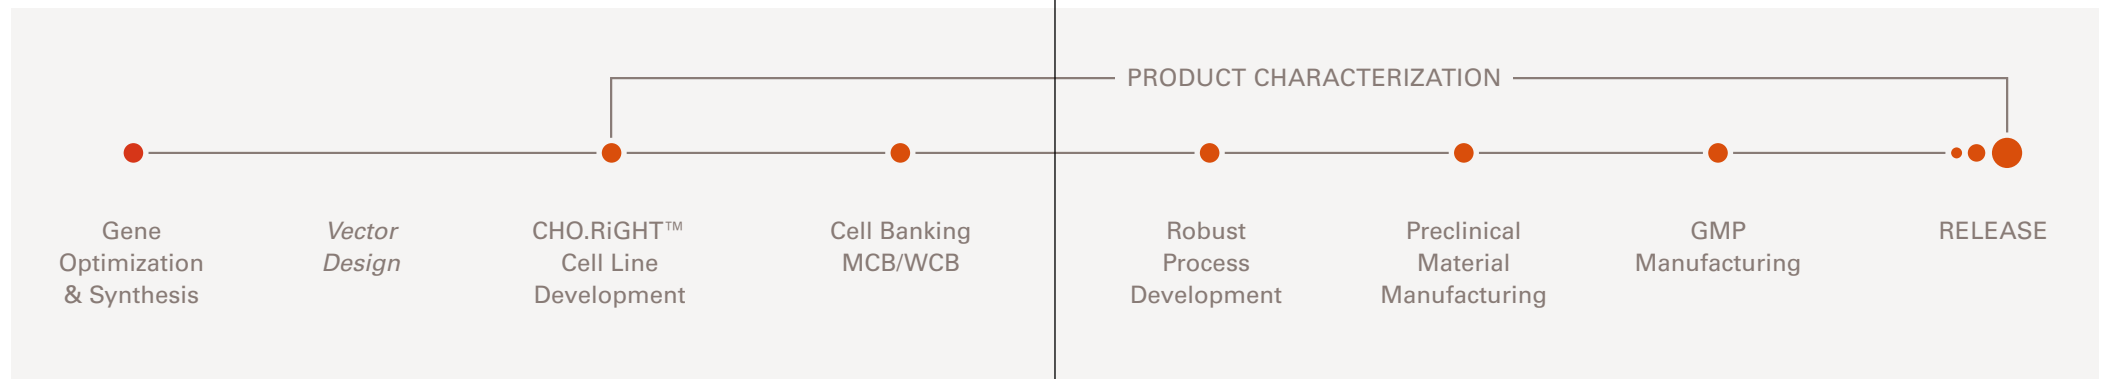 PRODUCT CHARACTERIZATION
Gene
Optimization
& Synthesis
Vector
Design
CHO.RiGHT™
Cell Line
Development
Cell Banking
MCB/WCB
Robust
Process
Development
Preclinical
Material
Manufacturing
GMP
Manufacturing
RELEASE